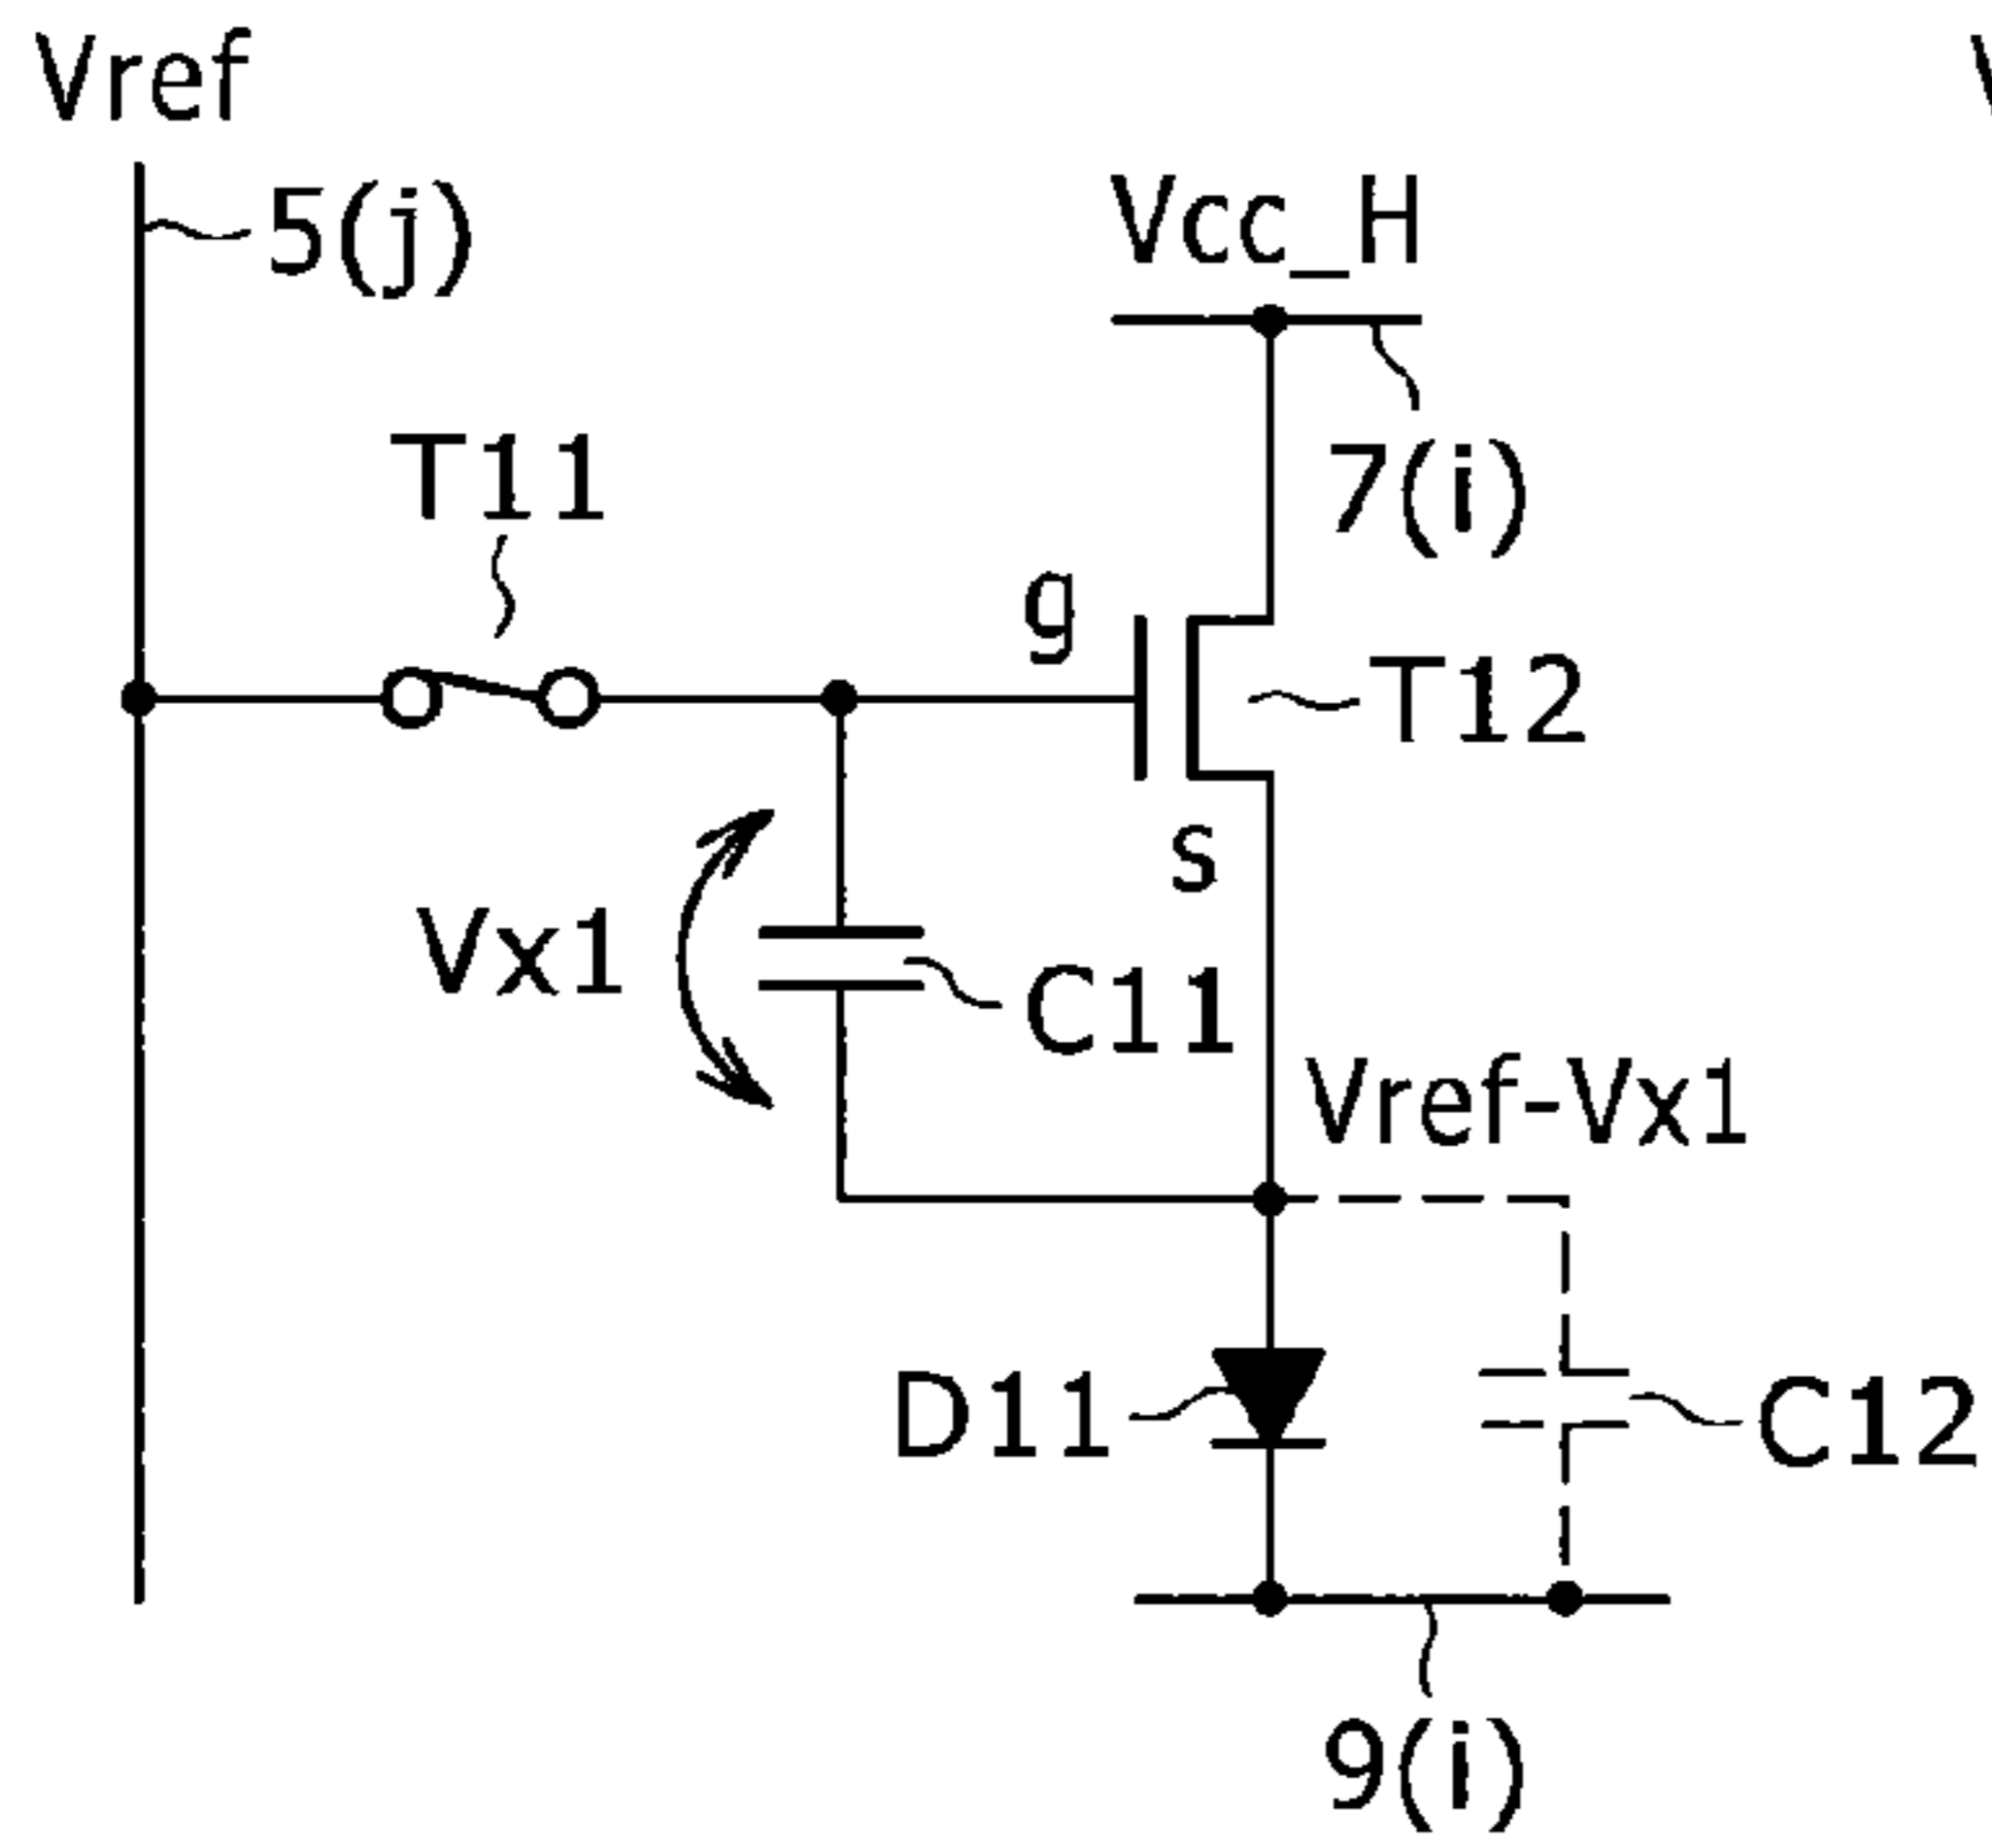 Vref
5(j)
Vcc_H
7(i)
T11
g
T12
s
Vx1
C11
Vref-Vx1
D11
C12
9(i)